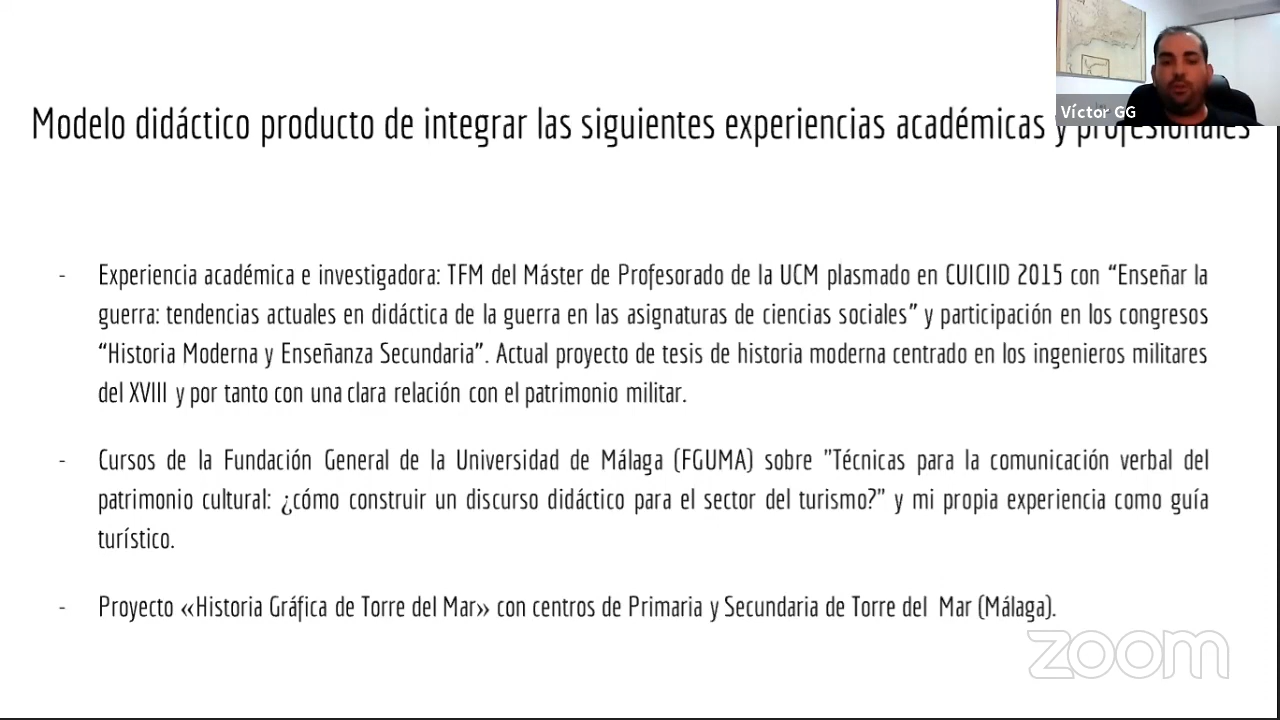 Modelo didáctico producto de integrar las siguientes experiencias académicas y profesionales
Víctor GG
- Experiencia académica e investigadora: TFM del Máster de Profesorado de la UCM plasmado en CUICIID 2015 con “Enseñar la
guerra: tendencias actuales en didáctica de la guerra en las asignaturas de ciencias sociales” y participación en los congresos
“Historia Moderna y Enseñanza Secundaria”. Actual proyecto de tesis de historia moderna centrado en los ingenieros militares
del XVIII y por tanto con una clara relación con el patrimonio militar.
- Cursos de la Fundación General de la Universidad de Málaga (FGUMA) sobre "Técnicas para la comunicación verbal del
patrimonio cultural: ¿cómo construir un discurso didáctico para el sector del turismo?" y mi propia experiencia como guía
turístico.
- Proyecto «Historia Gráfica de Torre del Mar» con centros de Primaria y Secundaria de Torre del Mar (Málaga).
zoom